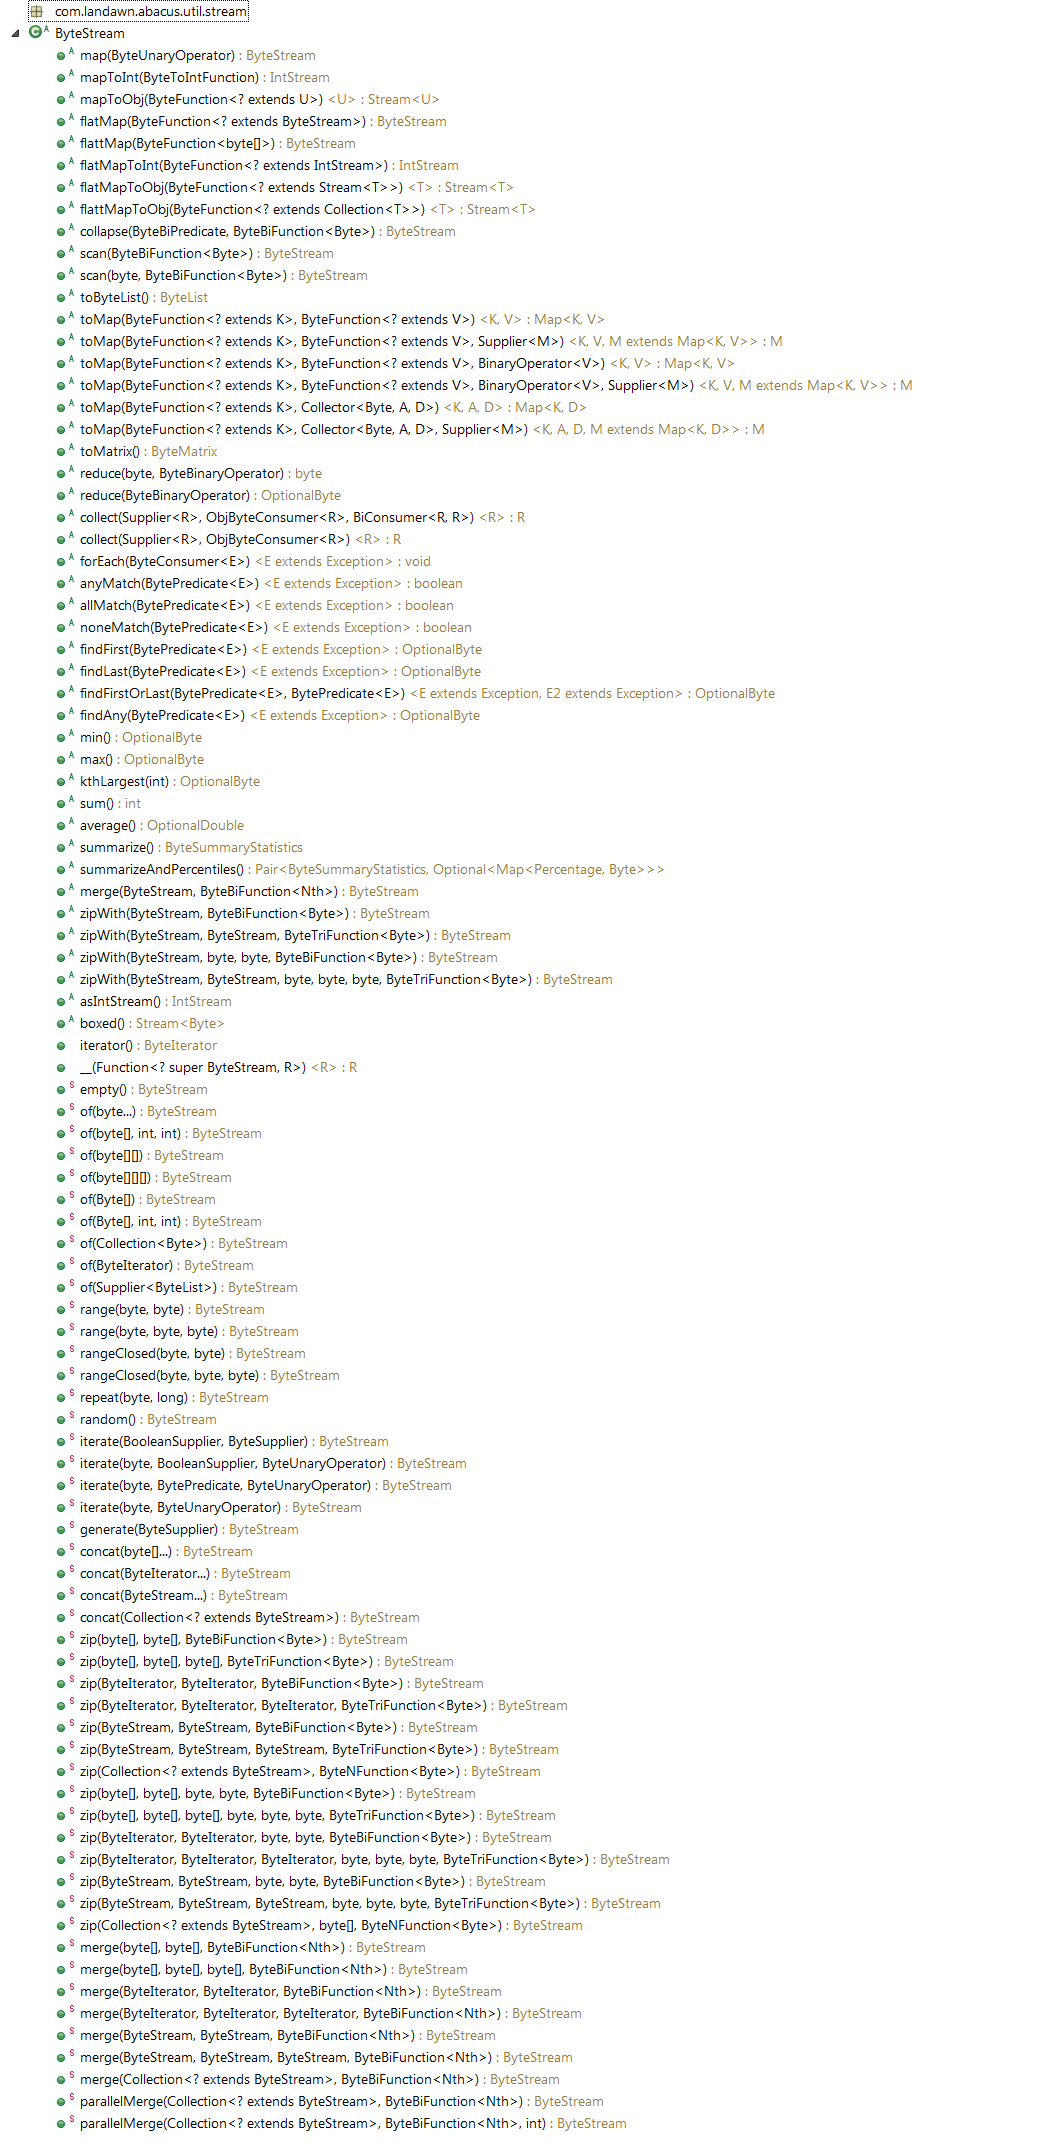 com.landawn.abacus.util.stream
C A ByteStream
A map(ByteUnaryOperator) : ByteStream
A mapToInt(ByteToIntFunction) : IntStream
A mapToObj(ByteFunction<? extends U>) <U> : Stream<U>
A flatMap(ByteFunction<? extends ByteStream>) : ByteStream
A flattMap(ByteFunction<byte[]>) : ByteStream
A flatMapToInt(ByteFunction<? extends IntStream>) : IntStream
A flatMapToObj(ByteFunction<? extends Stream<T>>) <T> : Stream<T>
A flattMapToObj(ByteFunction<? extends Collection<T>>) <T> : Stream<T>
A collapse(ByteBiPredicate, ByteBiFunction<Byte>) : ByteStream
A scan(ByteBiFunction<Byte>) : ByteStream
A scan(byte, ByteBiFunction<Byte>) : ByteStream
A toByteList() : ByteList
A toMap(ByteFunction<? extends K>, ByteFunction<? extends V>) <K, V> : Map<K, V>
A toMap(ByteFunction<? extends K>, ByteFunction<? extends V>, Supplier<M>) <K, V, M extends Map<K, V>> : M
A toMap(ByteFunction<? extends K>, ByteFunction<? extends V>, BinaryOperator<V>) <K, V> : Map<K, V>
A toMap(ByteFunction<? extends K>, ByteFunction<? extends V>, BinaryOperator<V>, Supplier<M>) <K, V, M extends Map<K, V>> : M
A toMap(ByteFunction<? extends K>, Collector<Byte, A, D>) <K, A, D> : Map<K, D>
A toMap(ByteFunction<? extends K>, Collector<Byte, A, D>, Supplier<M>) <K, A, D, M extends Map<K, D>> : M
A toMatrix() : ByteMatrix
A reduce(byte, ByteBinaryOperator) : byte
A reduce(ByteBinaryOperator) : OptionalByte
A collect(Supplier<R>, ObjByteConsumer<R>, BiConsumer<R, R>) <R> : R
A collect(Supplier<R>, ObjByteConsumer<R>) <R> : R
A forEach(ByteConsumer<E>) <E extends Exception> : void
A anyMatch(BytePredicate<E>) <E extends Exception> : boolean
A allMatch(BytePredicate<E>) <E extends Exception> : boolean
A noneMatch(BytePredicate<E>) <E extends Exception> : boolean
A findFirst(BytePredicate<E>) <E extends Exception> : OptionalByte
A findLast(BytePredicate<E>) <E extends Exception> : OptionalByte
A findFirstOrLast(BytePredicate<E>, BytePredicate<E>) <E extends Exception, E2 extends Exception> : OptionalByte
A findAny(BytePredicate<E>) <E extends Exception> : OptionalByte
A min() : OptionalByte
A max() : OptionalByte
A kthLargest(int) : OptionalByte
A sum() : int
A average() : OptionalDouble
A summarize() : ByteSummaryStatistics
A summarizeAndPercentiles() : Pair<ByteSummaryStatistics, Optional<Map<Percentage, Byte>>>
A merge(ByteStream, ByteBiFunction<Nth>) : ByteStream
A zipWith(ByteStream, ByteBiFunction<Byte>) : ByteStream
A zipWith(ByteStream, ByteStream, ByteTriFunction<Byte>) : ByteStream
A zipWith(ByteStream, byte, byte, ByteBiFunction<Byte>) : ByteStream
A zipWith(ByteStream, ByteStream, byte, byte, byte, ByteTriFunction<Byte>) : ByteStream
A asIntStream() : IntStream
A boxed() : Stream<Byte>
iterator() : ByteIterator
__(Function<? super ByteStream, R>) <R> : R
S empty() : ByteStream
S of(byte...) : ByteStream
S of(byte[], int, int) : ByteStream
S of(byte[][]) : ByteStream
S of(byte[][][]) : ByteStream
S of(Byte[]) : ByteStream
S of(Byte[], int, int) : ByteStream
S of(Collection<Byte>) : ByteStream
S of(ByteIterator) : ByteStream
S of(Supplier<ByteList>) : ByteStream
S range(byte, byte) : ByteStream
S range(byte, byte, byte) : ByteStream
S rangeClosed(byte, byte) : ByteStream
S rangeClosed(byte, byte, byte) : ByteStream
S repeat(byte, long) : ByteStream
S random() : ByteStream
S iterate(BooleanSupplier, ByteSupplier) : ByteStream
S iterate(byte, BooleanSupplier, ByteUnaryOperator) : ByteStream
S iterate(byte, BytePredicate, ByteUnaryOperator) : ByteStream
S iterate(byte, ByteUnaryOperator) : ByteStream
S generate(ByteSupplier) : ByteStream
S concat(byte[]...) : ByteStream
S concat(ByteIterator...) : ByteStream
S concat(ByteStream...) : ByteStream
S concat(Collection<? extends ByteStream>) : ByteStream
S zip(byte[], byte[], ByteBiFunction<Byte>) : ByteStream
S zip(byte[], byte[], byte[], ByteTriFunction<Byte>) : ByteStream
S zip(ByteIterator, ByteIterator, ByteBiFunction<Byte>) : ByteStream
S zip(ByteIterator, ByteIterator, ByteIterator, ByteTriFunction<Byte>) : ByteStream
S zip(ByteStream, ByteStream, ByteBiFunction<Byte>) : ByteStream
S zip(ByteStream, ByteStream, ByteStream, ByteTriFunction<Byte>) : ByteStream
S zip(Collection<? extends ByteStream>, ByteNFunction<Byte>) : ByteStream
S zip(byte[], byte[], byte, byte, ByteBiFunction<Byte>) : ByteStream
S zip(byte[], byte[], byte[], byte, byte, byte, ByteTriFunction<Byte>) : ByteStream
S zip(ByteIterator, ByteIterator, byte, byte, ByteBiFunction<Byte>) : ByteStream
S zip(ByteIterator, ByteIterator, ByteIterator, byte, byte, byte, ByteTriFunction<Byte>) : ByteStream
S zip(ByteStream, ByteStream, byte, byte, ByteBiFunction<Byte>) : ByteStream
S zip(ByteStream, ByteStream, ByteStream, byte, byte, byte, ByteTriFunction<Byte>) : ByteStream
S zip(Collection<? extends ByteStream>, byte[], ByteNFunction<Byte>) : ByteStream
S merge(byte[], byte[], ByteBiFunction<Nth>) : ByteStream
S merge(byte[], byte[], byte[], ByteBiFunction<Nth>) : ByteStream
S merge(ByteIterator, ByteIterator, ByteBiFunction<Nth>) : ByteStream
S merge(ByteIterator, ByteIterator, ByteIterator, ByteBiFunction<Nth>) : ByteStream
S merge(ByteStream, ByteStream, ByteBiFunction<Nth>) : ByteStream
S merge(ByteStream, ByteStream, ByteStream, ByteBiFunction<Nth>) : ByteStream
S merge(Collection<? extends ByteStream>, ByteBiFunction<Nth>) : ByteStream
S parallelMerge(Collection<? extends ByteStream>, ByteBiFunction<Nth>) : ByteStream
S parallelMerge(Collection<? extends ByteStream>, ByteBiFunction<Nth>, int) : ByteStream